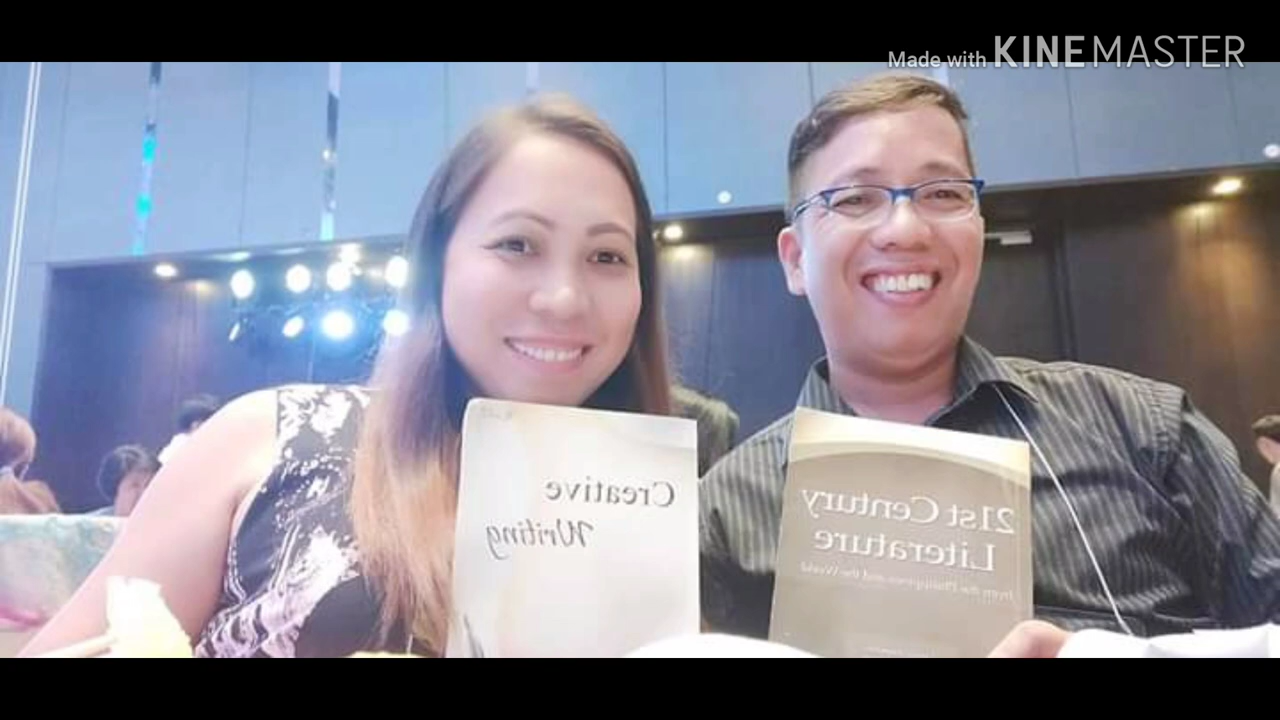 Made with KINEMASTER
Creative
Writing
21st Century
Literature
from the Philippines and the World